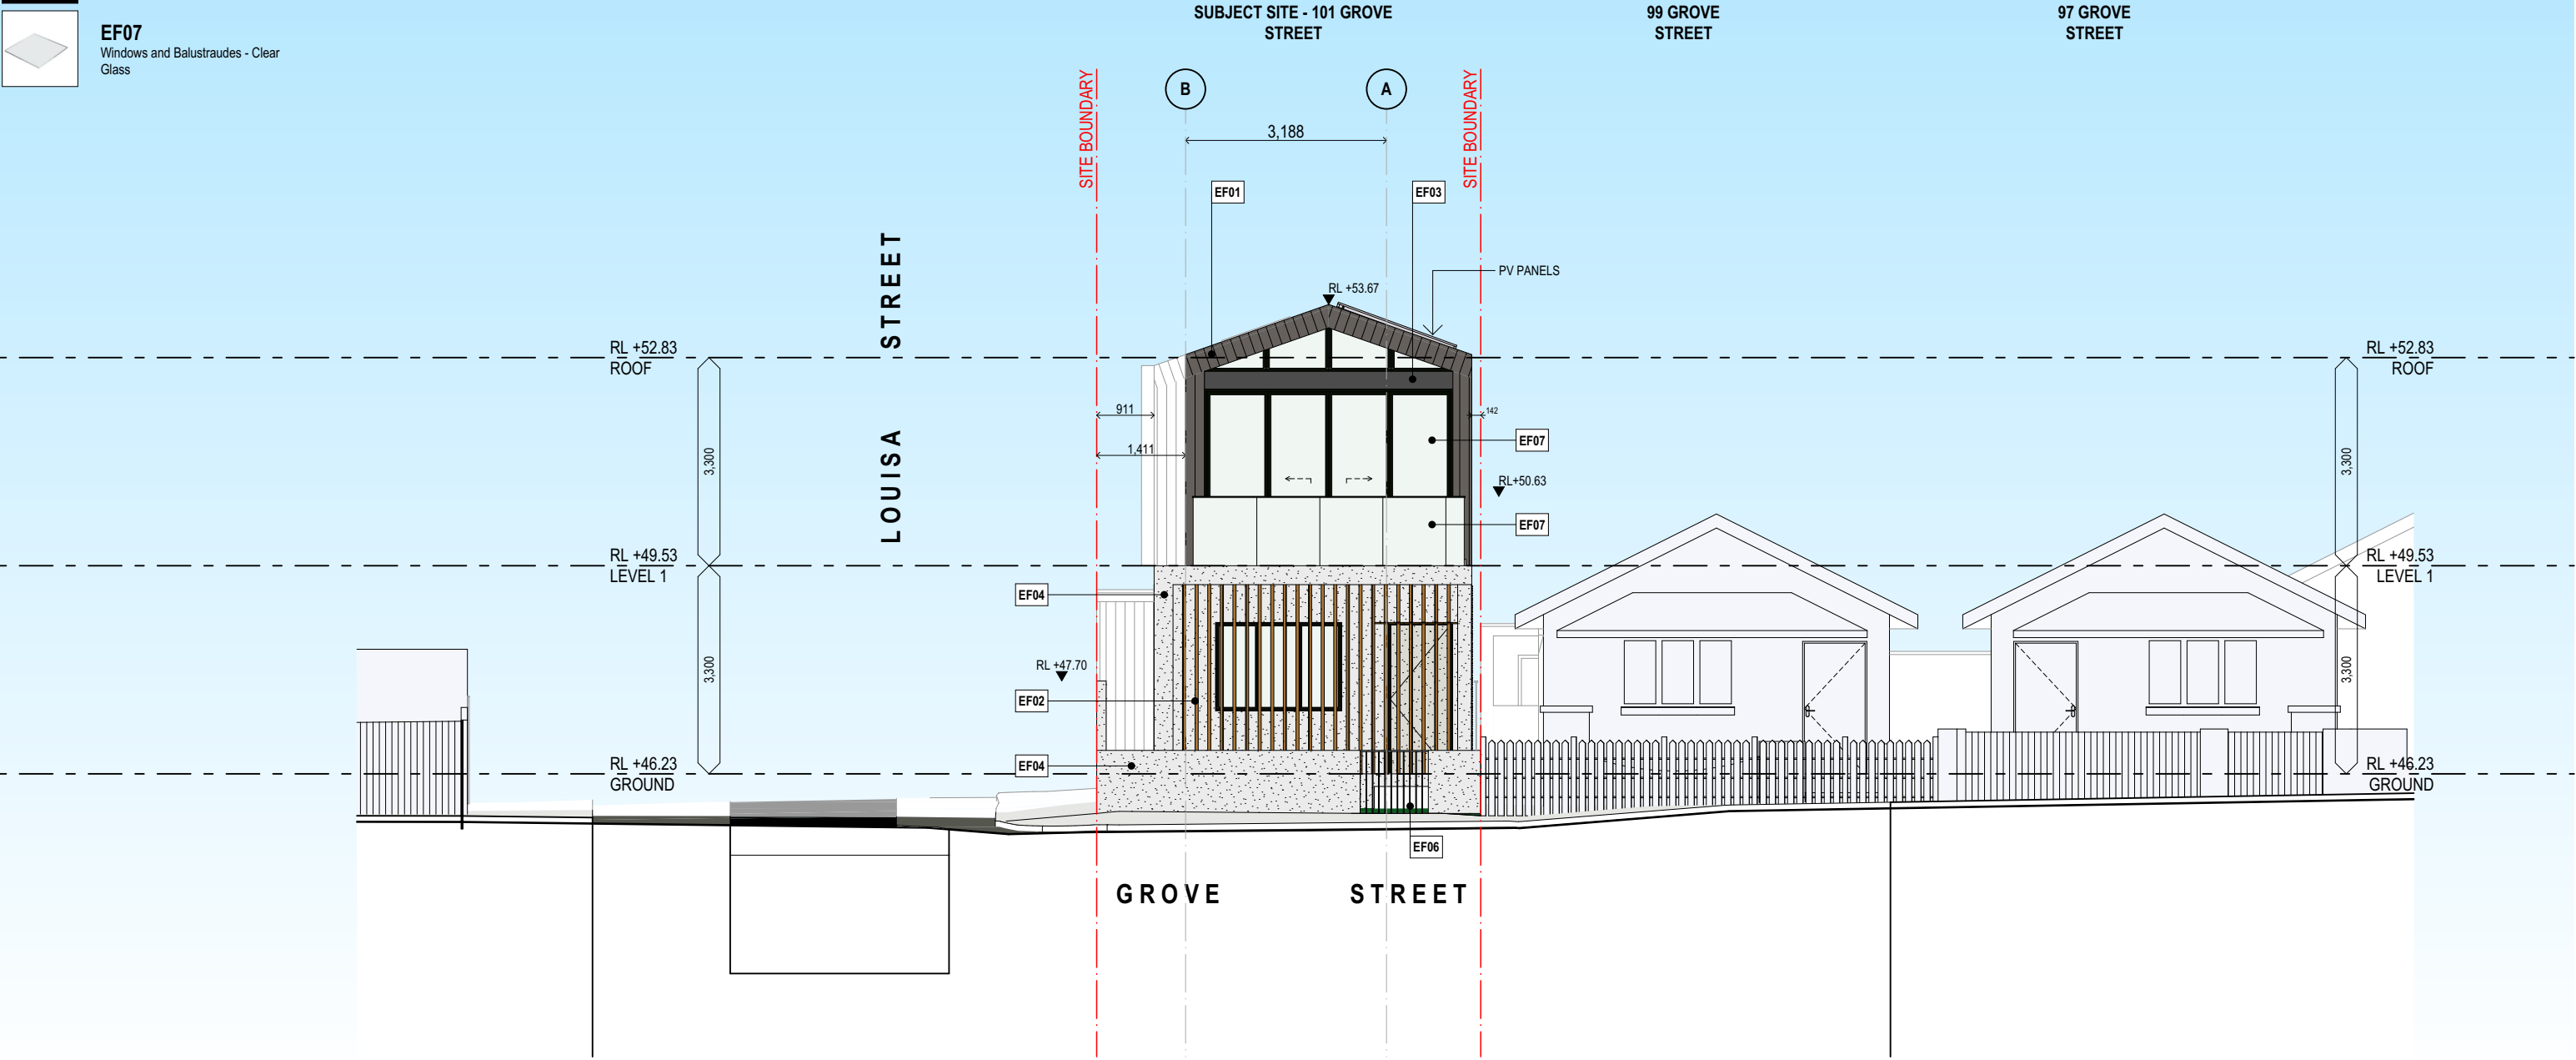 EF07
Windows and Balustraudes - Clear
Glass
SUBJECT SITE - 101 GROVE
STREET
99 GROVE
STREET
97 GROVE
STREET
SITE BOUNDARY
B
A
SITE BOUNDARY
3,188
EF01
EF03
PV PANELS
RL +53.67
LOUISA STREET
RL +52.83
ROOF
RL +52.83
ROOF
911
142
1,411
EF07
3,300
3,300
RL+50.63
EF07
RL +49.53
LEVEL 1
RL +49.53
LEVEL 1
EF04
RL +47.70
3,300
3,300
EF02
EF04
RL +46.23
GROUND
RL +46.23
GROUND
EF06
GROVE STREET